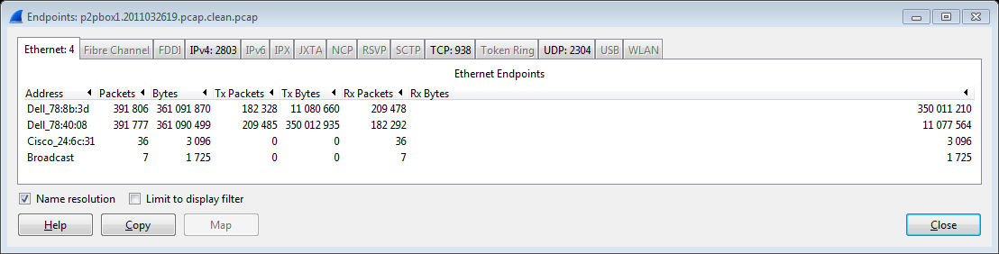 Endpoints: p2pbox1.2011032619.pcap.clean.pcap
Ethernet: 4 Fibre Channel FDDI IPv4: 2803 IPv6 IPX JXTA NCP RSVP SCTP TCP: 938 Token Ring UDP: 2304 USB WLAN
Ethernet Endpoints
Address Packets Bytes Tx Packets Tx Bytes Rx Packets Rx Bytes
Dell_78:8b:3d 391 806 361 091 870 182 328 11 080 660 209 478 350 011 210
Dell_78:40:08 391 777 361 090 499 209 485 350 012 935 182 292 11 077 564
Cisco_24:6c:31 36 3 096 0 0 36 3 096
Broadcast 7 1 725 0 0 7 1 725
Name resolution Limit to display filter
Help Copy Map Close